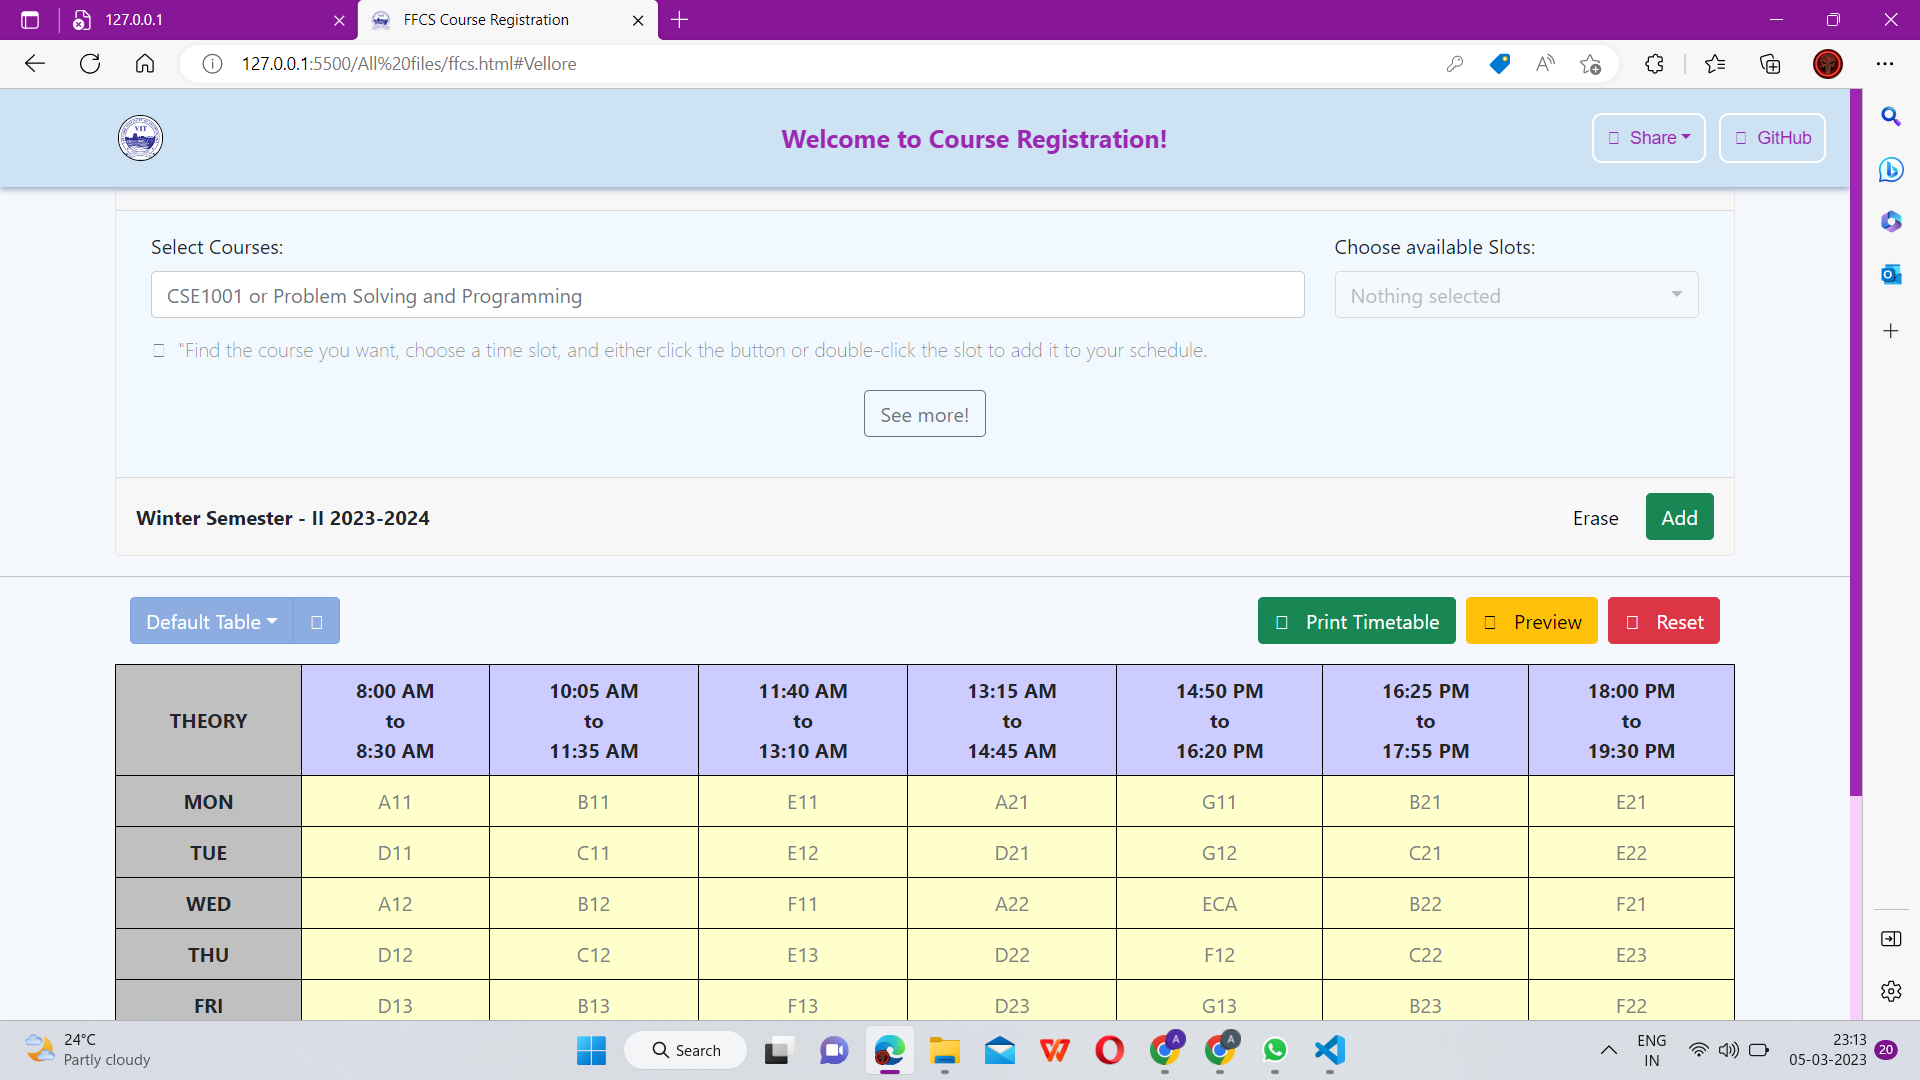 127.0.0.1
FFCS Course Registration
127.0.0.1:5500/All%20files/ffcs.html#Vellore
VIT
Welcome to Course Registration!
Share
GitHub
Select Courses:
Choose available Slots:
CSE1001 or Problem Solving and Programming
Nothing selected
"Find the course you want, choose a time slot, and either click the button or double-click the slot to add it to your schedule.
See more!
Winter Semester - II 2023-2024
Erase
Add
Default Table
Print Timetable
Preview
Reset
THEORY
8:00 AM
to
8:30 AM
10:05 AM
to
11:35 AM
11:40 AM
to
13:10 AM
13:15 AM
to
14:45 AM
14:50 PM
to
16:20 PM
16:25 PM
to
17:55 PM
18:00 PM
to
19:30 PM
MON A11 B11 E11 A21 G11 B21 E21
TUE D11 C11 E12 D21 G12 C21 E22
WED A12 B12 F11 A22 ECA B22 F21
THU D12 C12 E13 D22 F12 C22 E23
FRI D13 B13 F13 D23 G13 B23 F22
24°C
Partly cloudy
Search
A
A
ENG
IN
23:13
05-03-2023
20